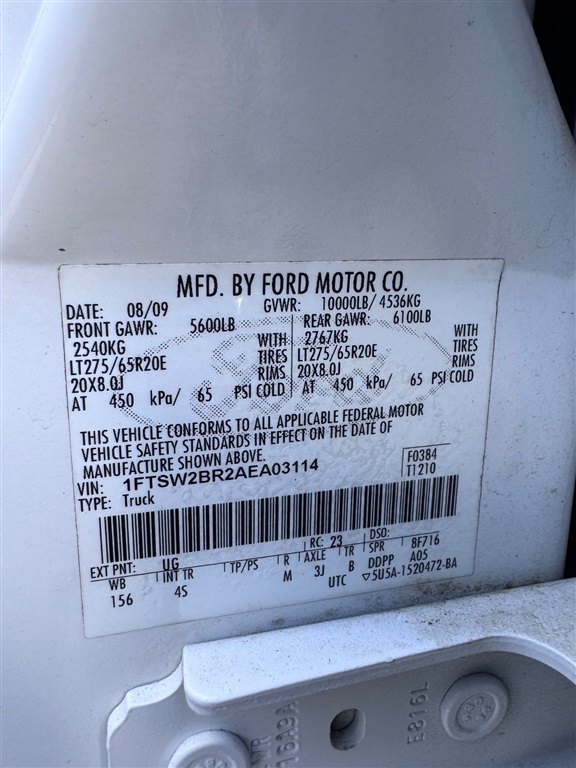 MFD. BY FORD MOTOR CO.
DATE: 08/09 GVWR: 10000LB/ 4536KG
FRONT GAWR: 5600LB REAR GAWR: 6100LB
2540KG WITH 2767KG WITH
LT275/65R20E TIRES LT275/65R20E TIRES
20X8.0J RIMS 20X8.0J RIMS
AT 450 kPa/ 65 PSI COLD AT 450 kPa/ 65 PSI COLD
THIS VEHICLE CONFORMS TO ALL APPLICABLE FEDERAL MOTOR
VEHICLE SAFETY STANDARDS IN EFFECT ON THE DATE OF
MANUFACTURE SHOWN ABOVE.
VIN: 1FTSW2BR2AEA03114 F0384
TYPE: Truck T1210
EXT PNT: UG RC: 23 DSO:
WB INT TR TP/PS R AXLE TR SPR 8F716
156 4S M 3J B DDPP A05
UTC ▽5U5A-1520472-BA
16A9A
E816L